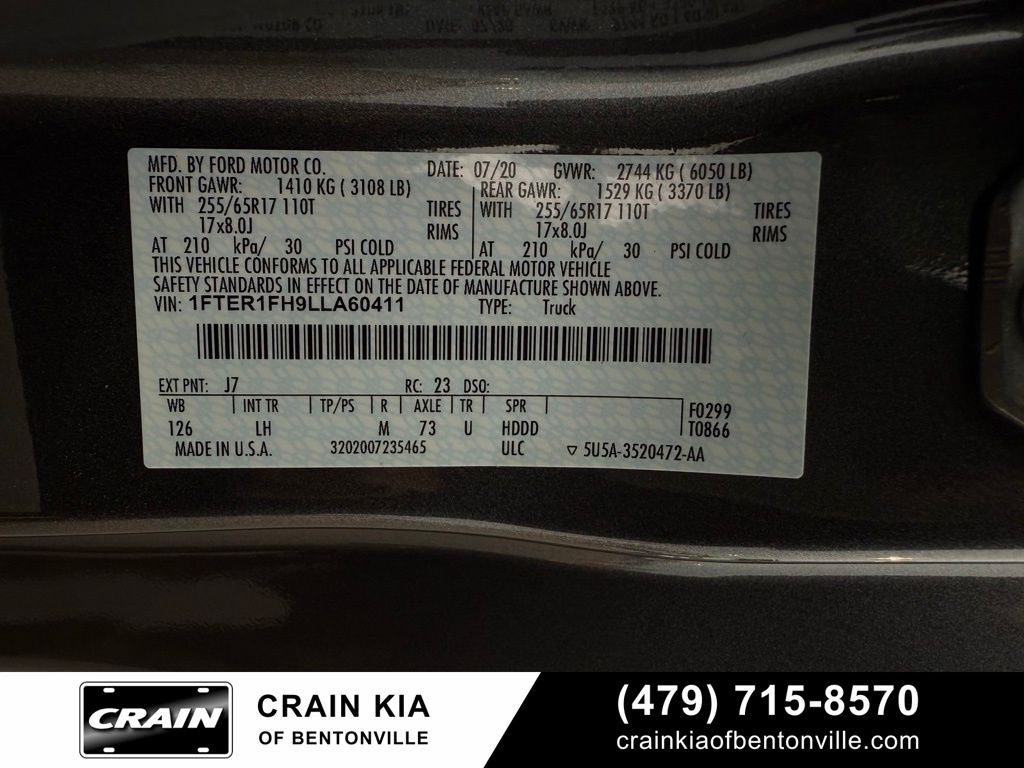 MFD. BY FORD MOTOR CO. DATE: 07/20 GVWR: 2744 KG ( 6050 LB)
FRONT GAWR: 1410 KG ( 3108 LB) REAR GAWR: 1529 KG ( 3370 LB)
WITH 255/65R17 110T TIRES WITH 255/65R17 110T TIRES
17x8.0J RIMS 17x8.0J RIMS
AT 210 kPa/ 30 PSI COLD AT 210 kPa/ 30 PSI COLD
THIS VEHICLE CONFORMS TO ALL APPLICABLE FEDERAL MOTOR VEHICLE
SAFETY STANDARDS IN EFFECT ON THE DATE OF MANUFACTURE SHOWN ABOVE.
VIN: 1FTER1FH9LLA60411 TYPE: Truck
EXT PNT: J7 RC: 23 DSO:
WB INT TR TP/PS R AXLE TR SPR F0299
126 LH M 73 U HDDD T0866
MADE IN U.S.A. 3202007235465 ULC ▽ 5U5A-3520472-AA
CRAIN CRAIN KIA (479) 715-8570
OF BENTONVILLE crainkiaofbentonville.com